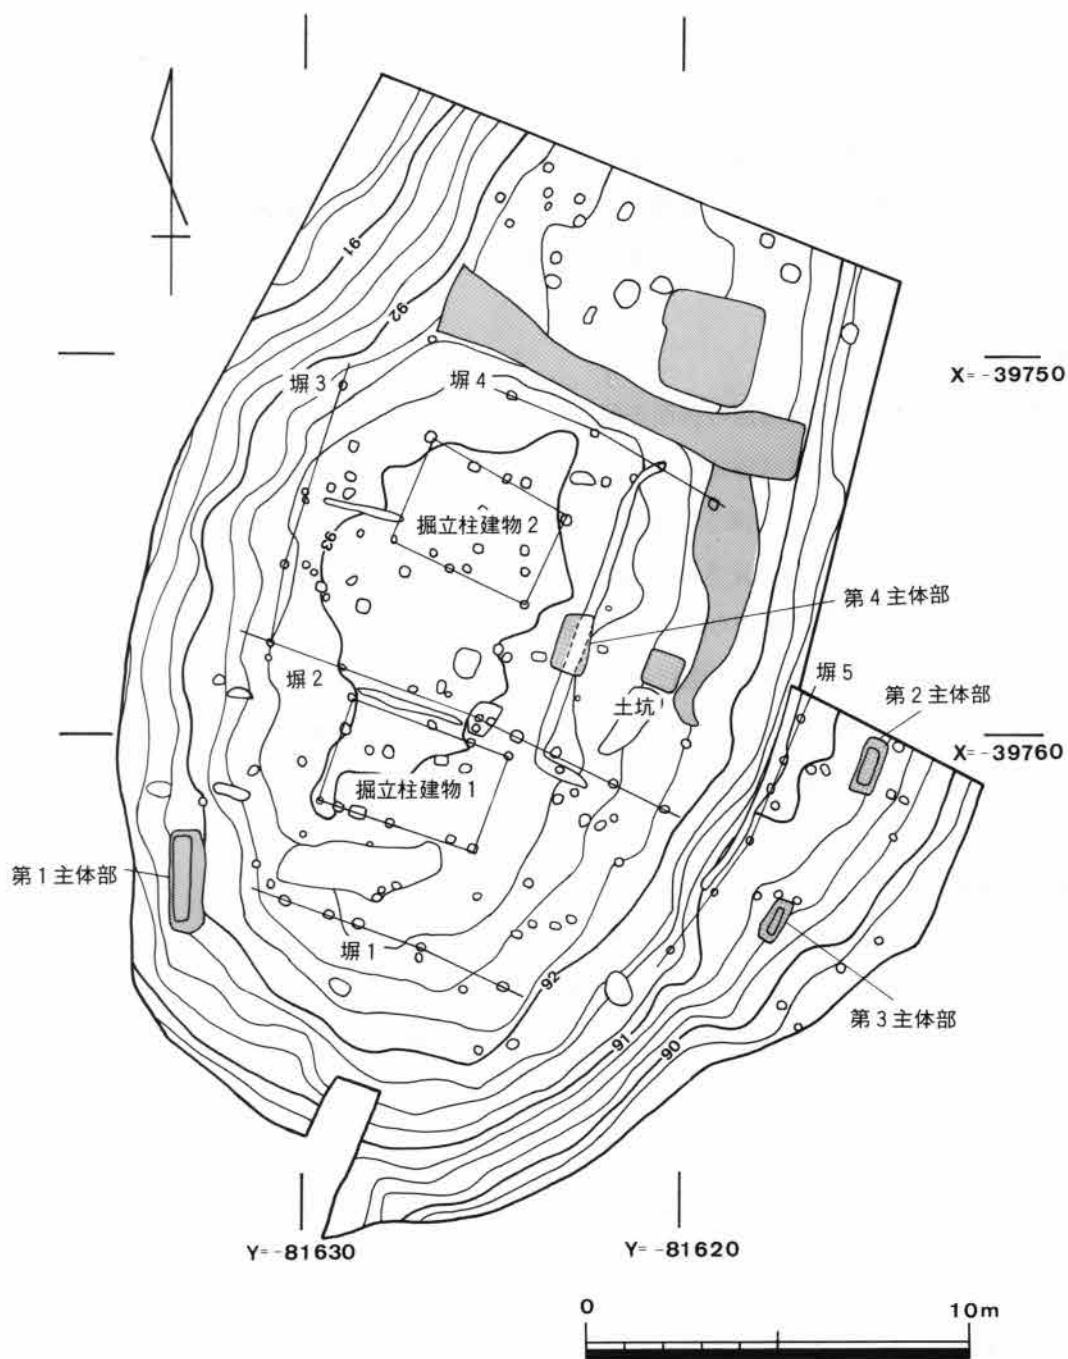 91
92
X= -39750
塀3
塀4
93
掘立柱建物2
第4主体部
塀5
塀2
第2主体部
土坑
X= -39760
掘立柱建物1
第1主体部
塀1
92
第3主体部
91
90
Y= -81630
Y= -81620
0
10m